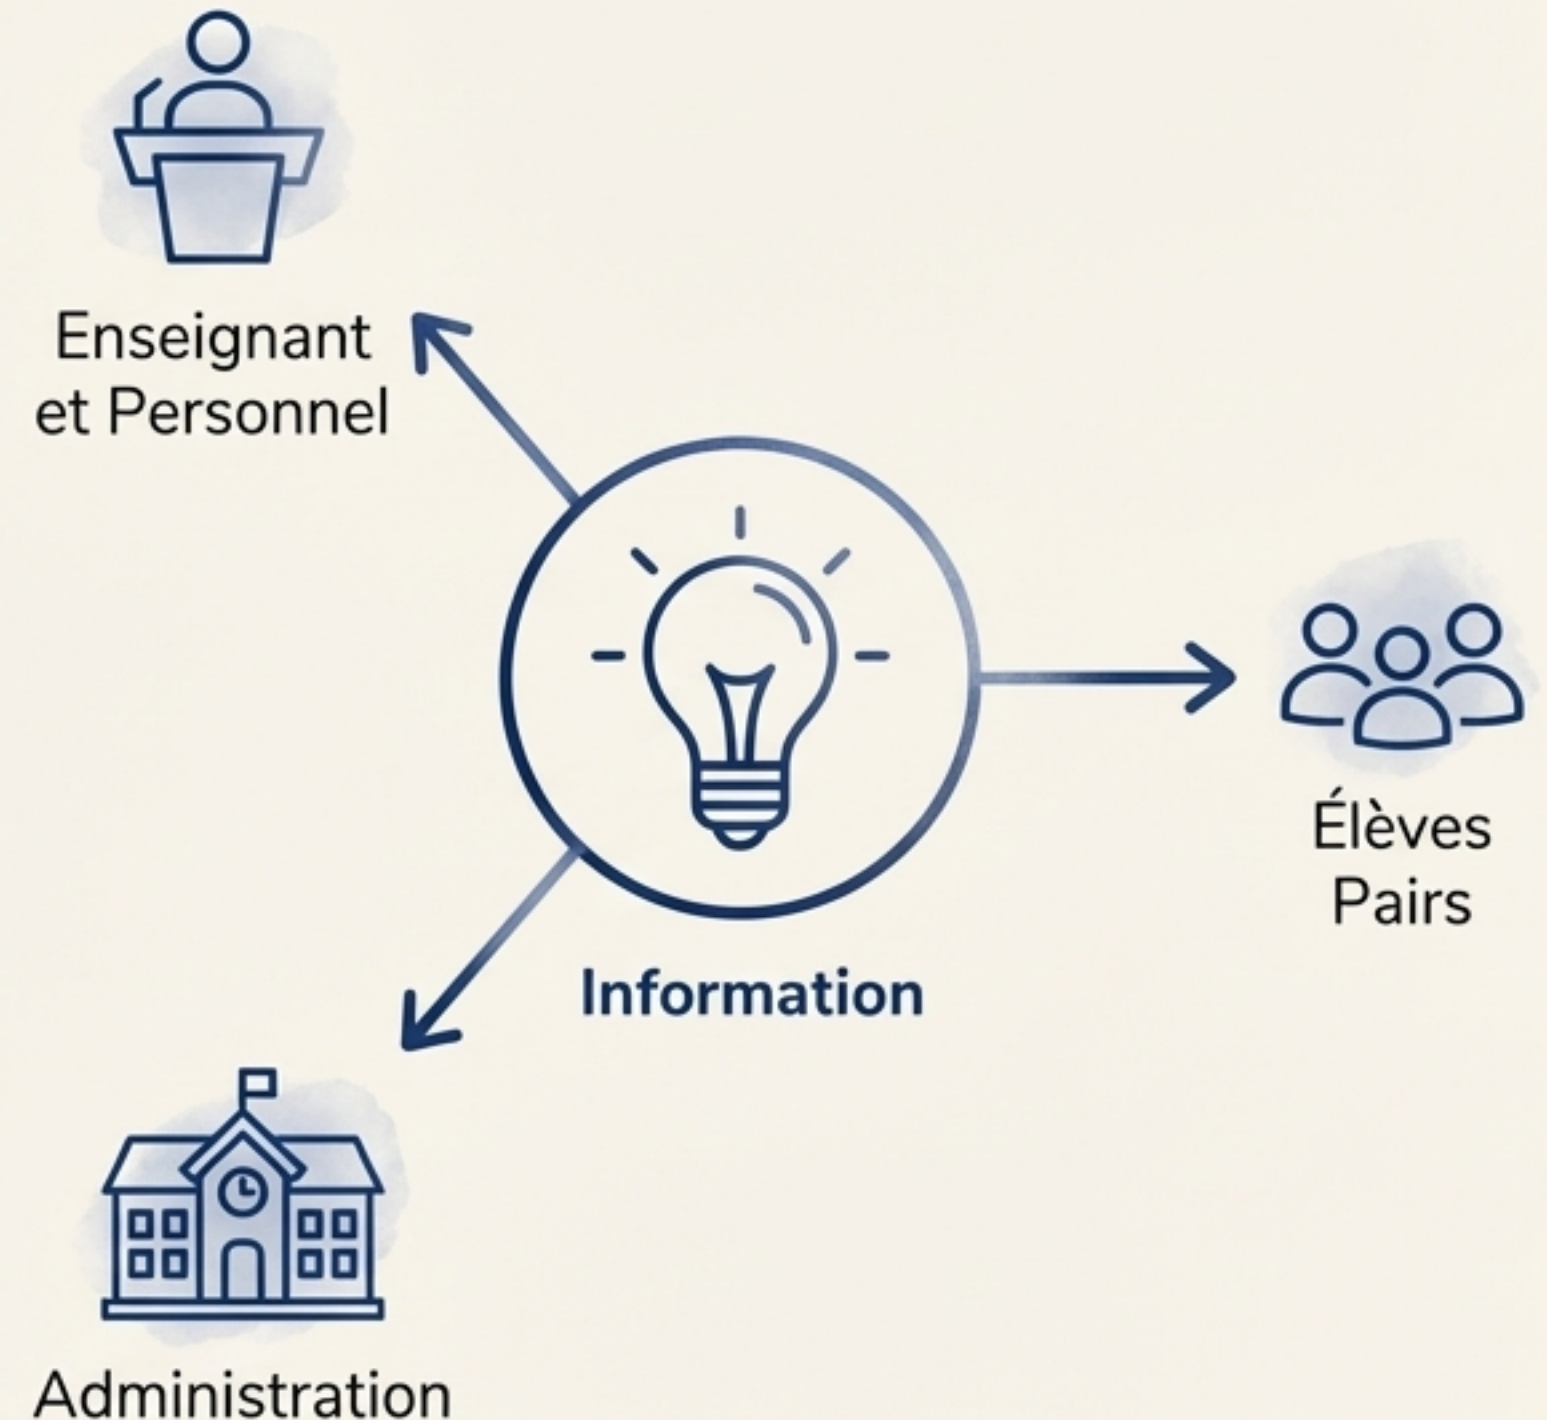 Enseignant
et Personnel
Élèves
Pairs
Information
Administration